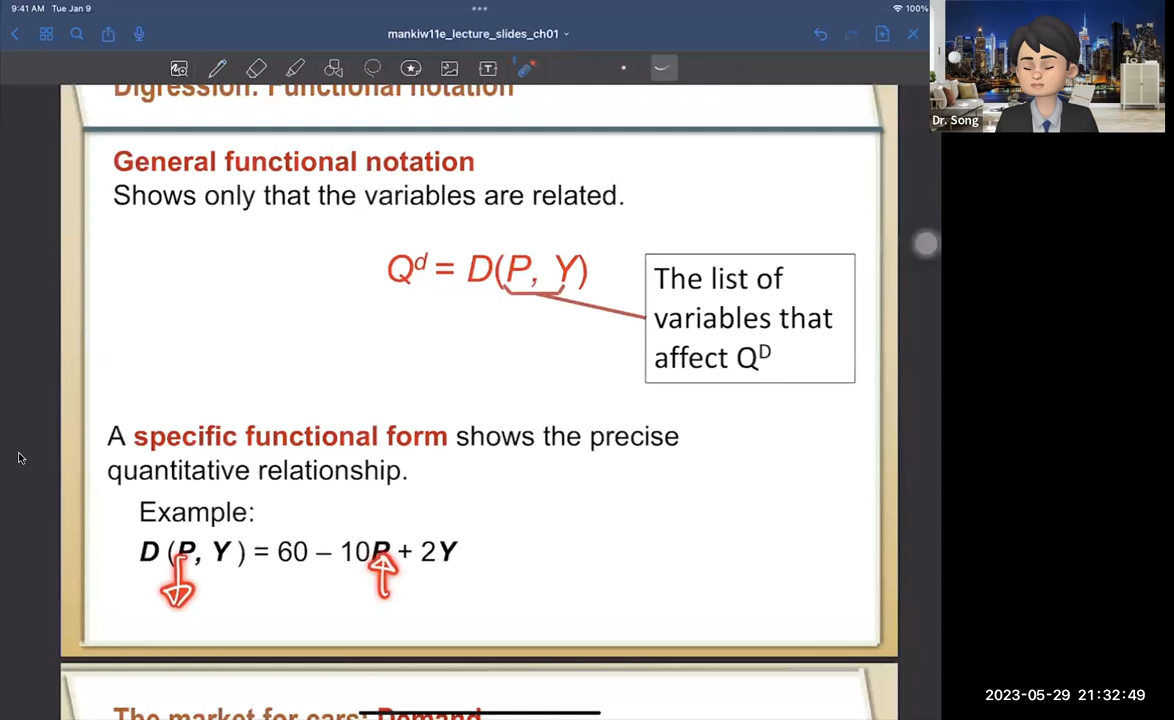 9:41 AM Tue Jan 9
100%
mankiw11e_lecture_slides_ch01
Dr. Song
Digression: Functional notation
General functional notation
Shows only that the variables are related.
Qᵈ = D(P, Y)
The list of
variables that
affect Qᴰ
A specific functional form shows the precise
quantitative relationship.
Example:
D (P, Y ) = 60 – 10P + 2Y
The market for cars: Demand
2023-05-29 21:32:49